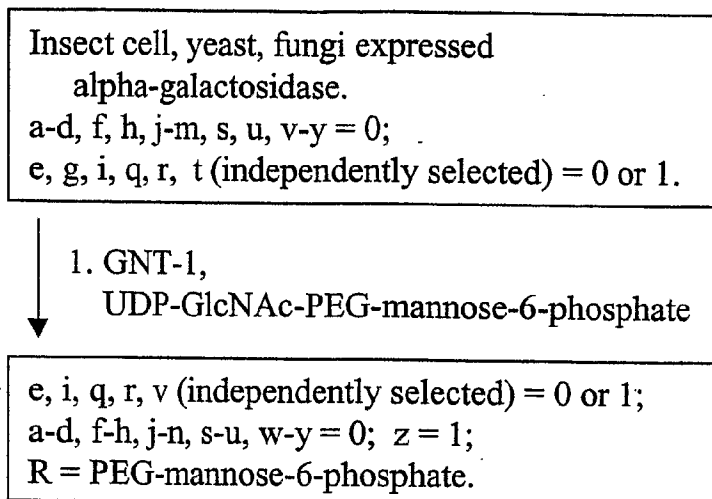 Insect cell, yeast, fungi expressed
alpha-galactosidase.
a-d, f, h, j-m, s, u, v-y = 0;
e, g, i, q, r, t (independently selected) = 0 or 1.
1. GNT-1,
UDP-GlcNAc-PEG-mannose-6-phosphate
e, i, q, r, v (independently selected) = 0 or 1;
a-d, f-h, j-n, s-u, w-y = 0; z = 1;
R = PEG-mannose-6-phosphate.